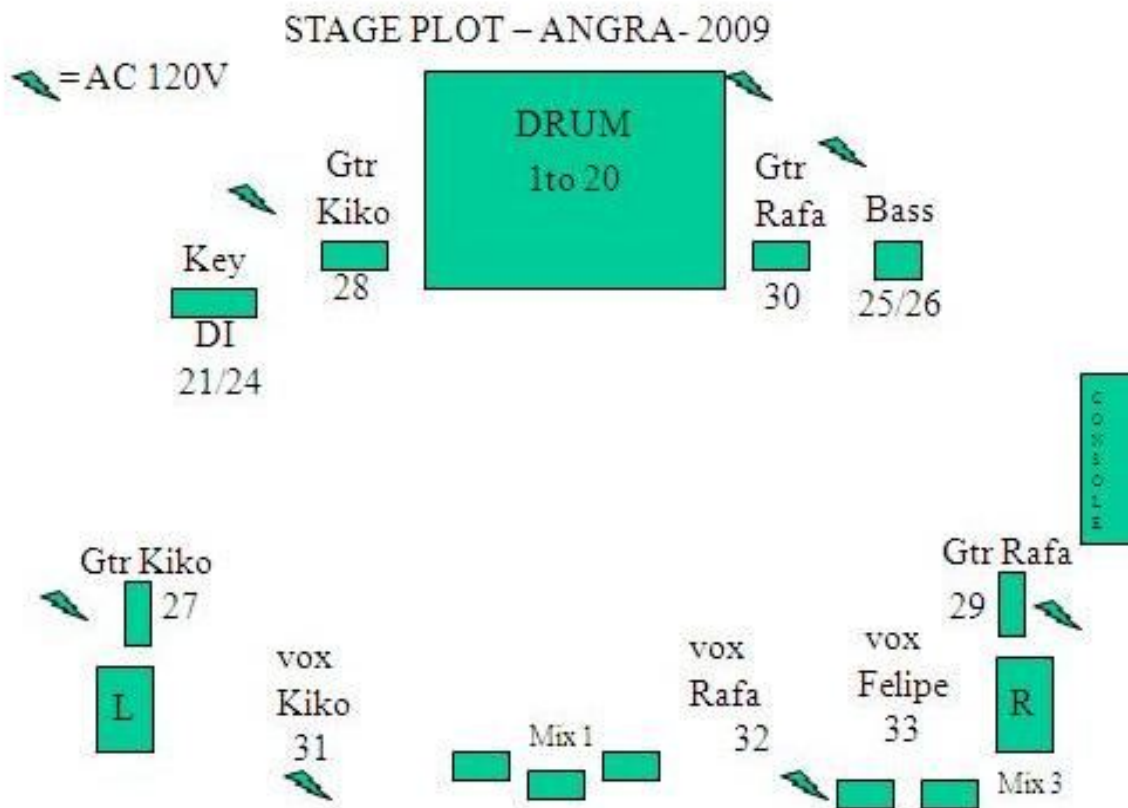 STAGE PLOT – ANGRA- 2009
= AC 120V
DRUM
1to 20
Gtr
Kiko
28
Gtr
Rafa
30
Bass
25/26
Key
DI
21/24
Gtr Kiko
27
L
Gtr Rafa
29
R
vox
Kiko
31
Mix 1
vox
Rafa
32
vox
Felipe
33
Mix 3